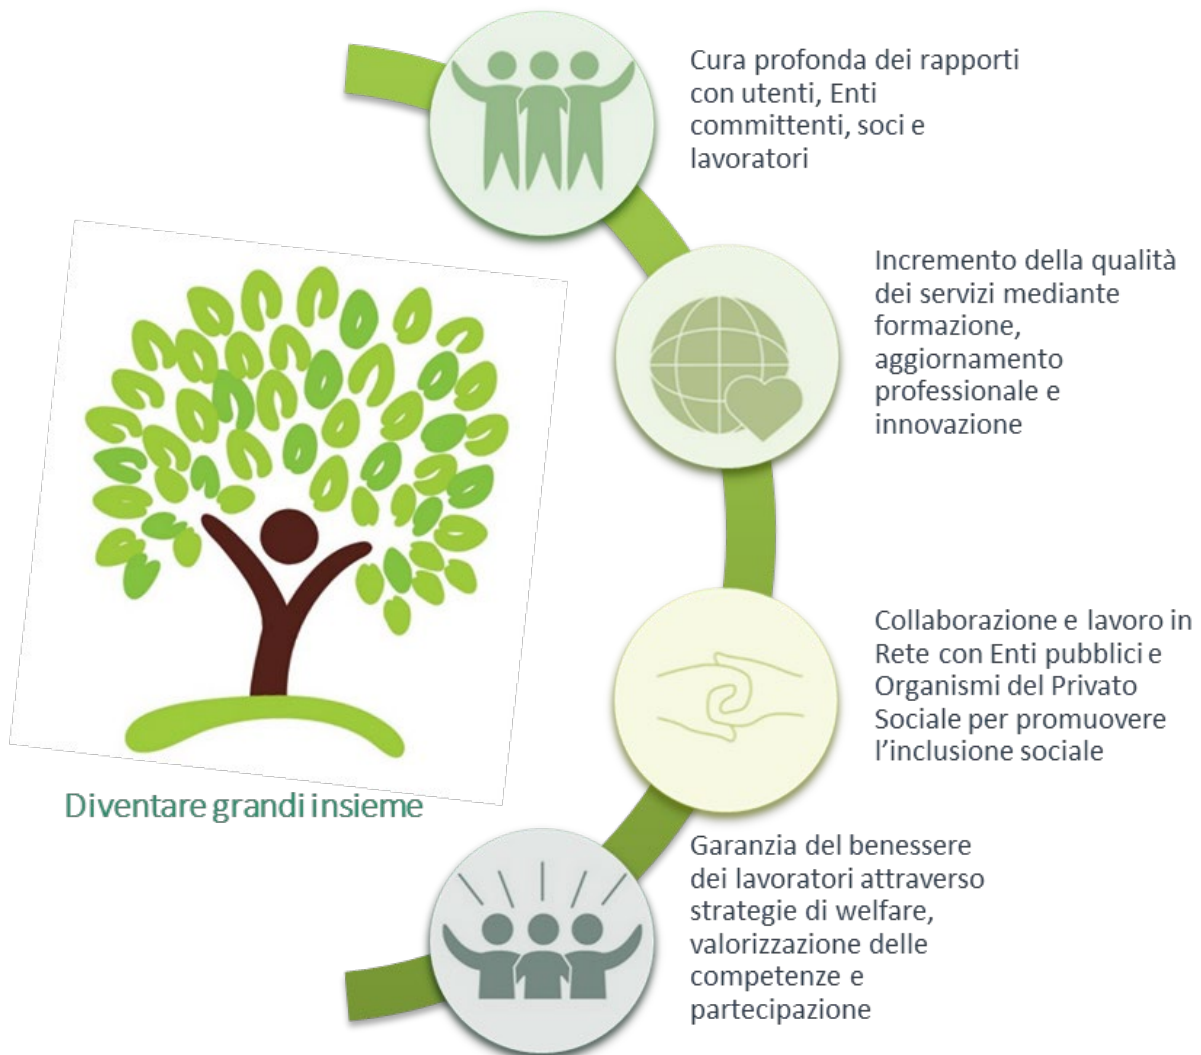 Cura profonda dei rapporti
con utenti, Enti
committenti, soci e
lavoratori
Incremento della qualità
dei servizi mediante
formazione,
aggiornamento
professionale e
innovazione
Collaborazione e lavoro in
Rete con Enti pubblici e
Organismi del Privato
Sociale per promuovere
l’inclusione sociale
Diventare grandi insieme
Garanzia del benessere
dei lavoratori attraverso
strategie di welfare,
valorizzazione delle
competenze e
partecipazione